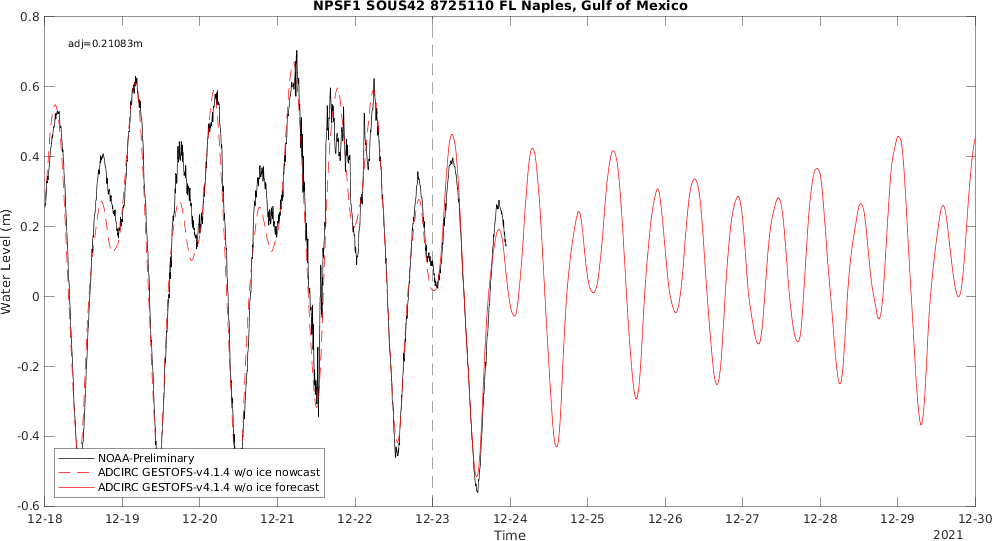 NPSF1 SOUS42 8725110 FL Naples, Gulf of Mexico
adj=0.21083m
0.8
0.6
0.4
0.2
0
-0.2
-0.4
-0.6
Water Level (m)
NOAA-Preliminary
ADCIRC GESTOFS-v4.1.4 w/o ice nowcast
ADCIRC GESTOFS-v4.1.4 w/o ice forecast
12-18 12-19 12-20 12-21 12-22 12-23 12-24 12-25 12-26 12-27 12-28 12-29 12-30
Time
2021